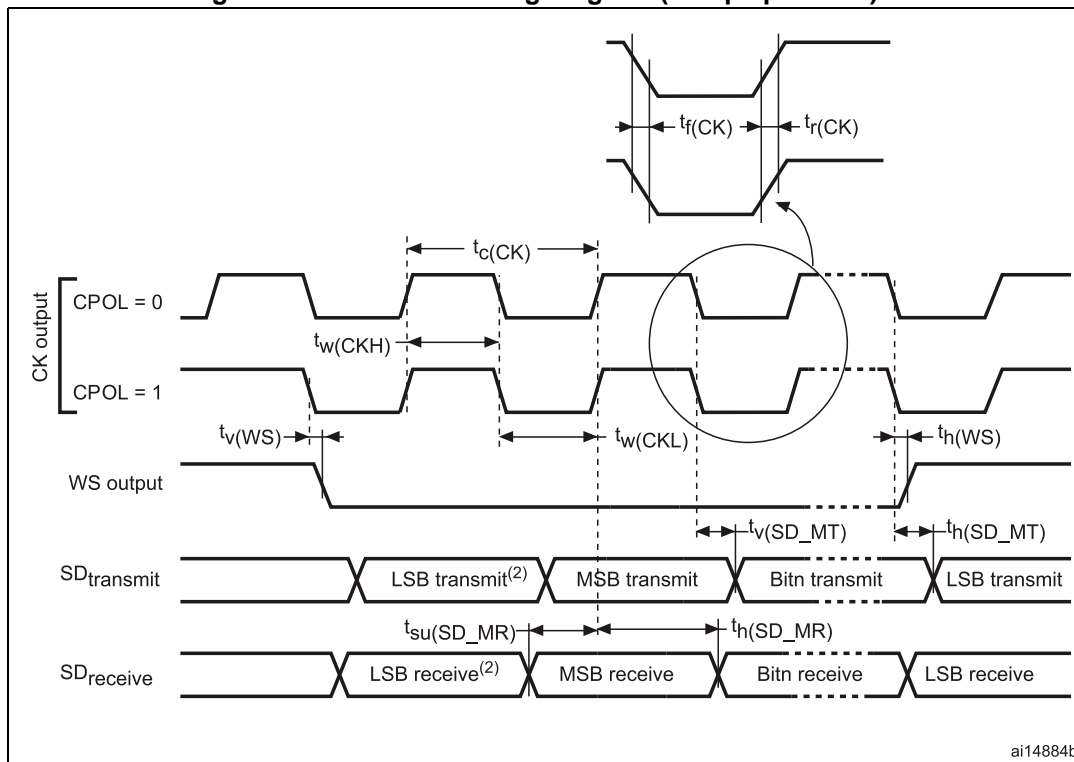 tf(CK)
tr(CK)
tc(CK)
CK output
CPOL = 0
tw(CKH)
CPOL = 1
tv(WS)
tw(CKL)
th(WS)
WS output
tv(SD_MT)
th(SD_MT)
SDtransmit
LSB transmit(2)
MSB transmit
Bitn transmit
LSB transmit
tsu(SD_MR)
th(SD_MR)
SDreceive
LSB receive(2)
MSB receive
Bitn receive
LSB receive
ai14884b